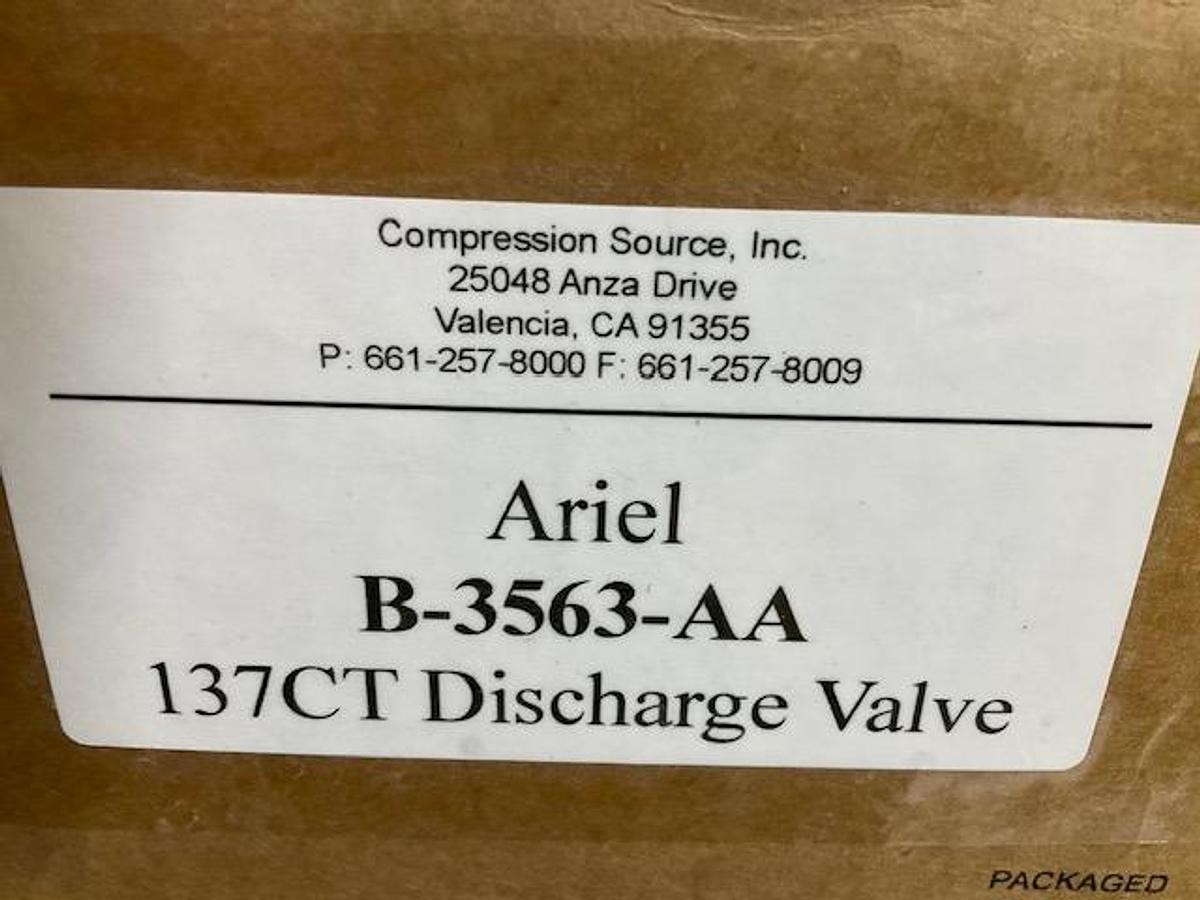 Compression Source, Inc.
25048 Anza Drive
Valencia, CA 91355
P: 661-257-8000 F: 661-257-8009
Ariel
B-3563-AA
137CT Discharge Valve
PACKAGED